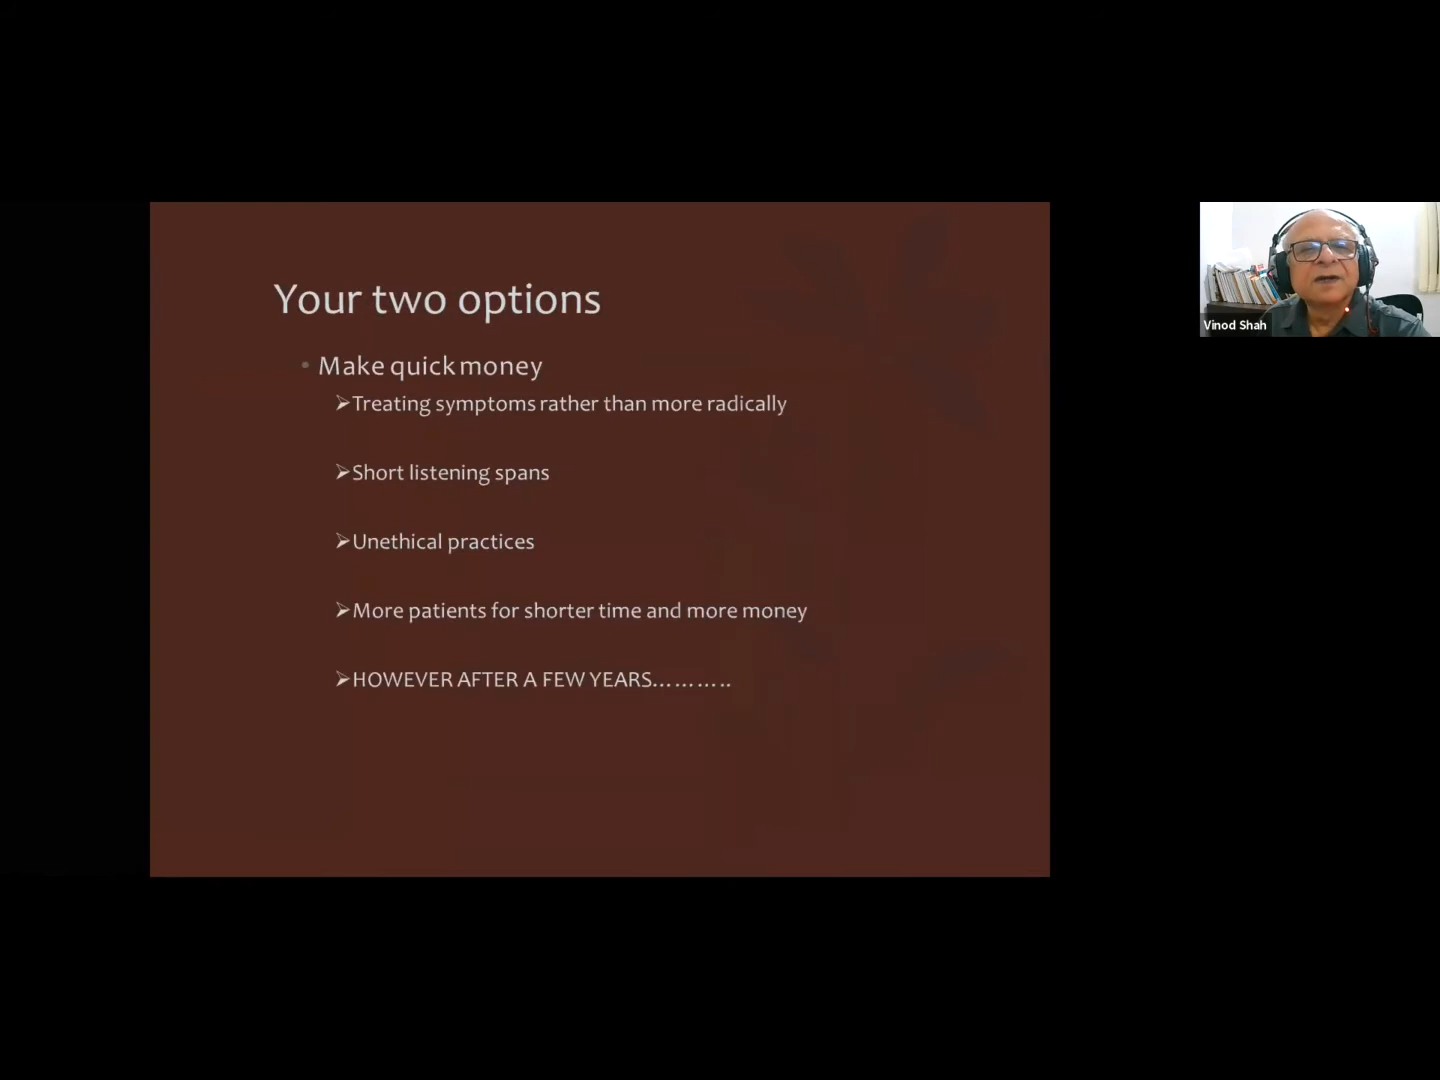 Your two options
• Make quick money
➢Treating symptoms rather than more radically
➢Short listening spans
➢Unethical practices
➢More patients for shorter time and more money
➢HOWEVER AFTER A FEW YEARS………..
Vinod Shah